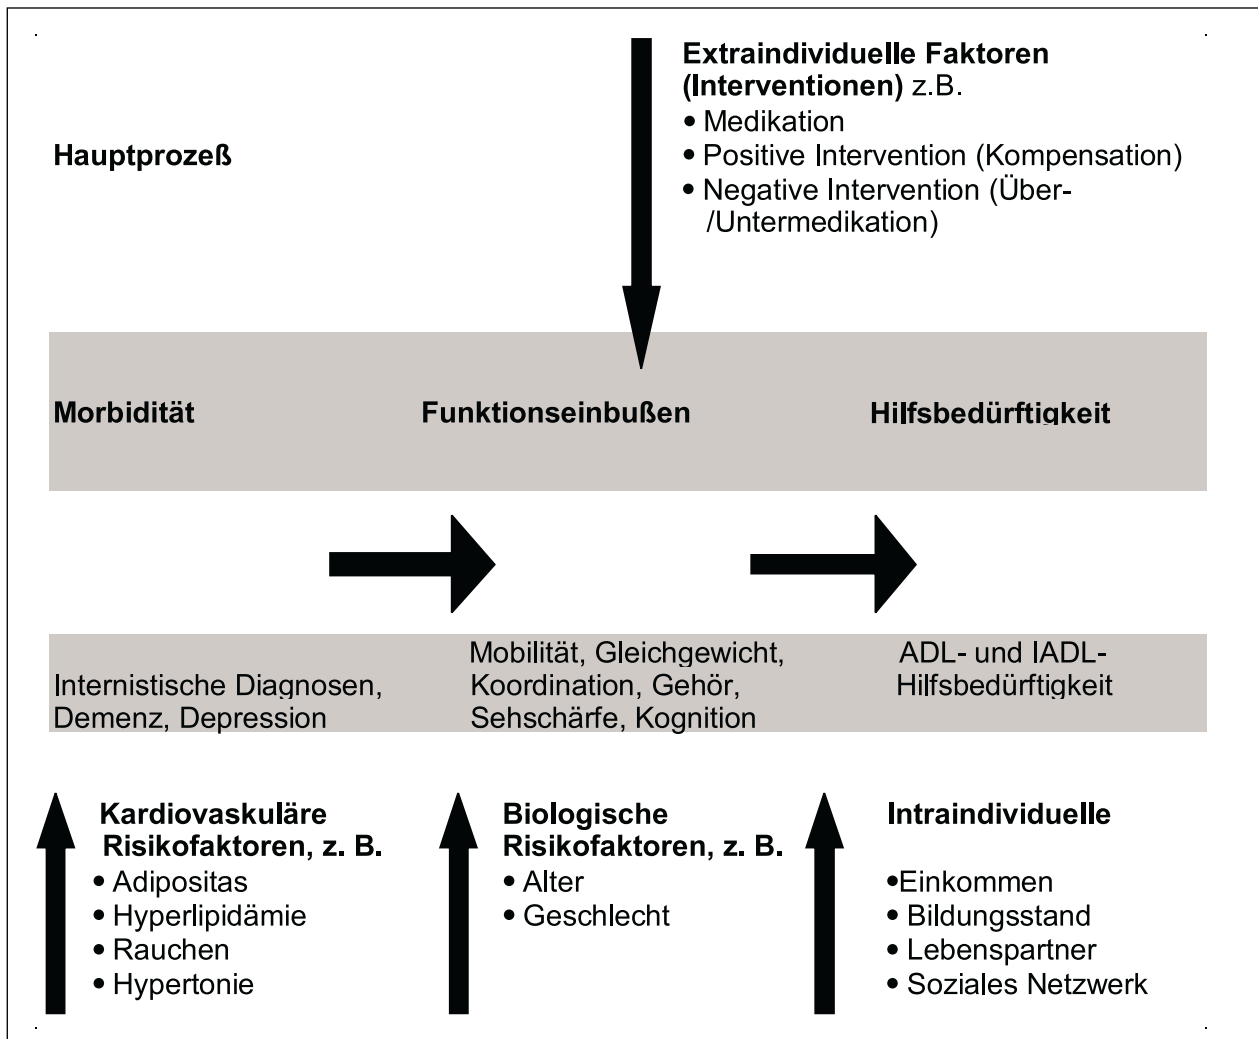 Extraindividuelle Faktoren
(Interventionen) z.B.
• Medikation
• Positive Intervention (Kompensation)
• Negative Intervention (Über-
/Untermedikation)
Hauptprozeß
Morbidität
Funktionseinbußen
Hilfsbedürftigkeit
Internistische Diagnosen,
Demenz, Depression
Mobilität, Gleichgewicht,
Koordination, Gehör,
Sehschärfe, Kognition
ADL- und IADL-
Hilfsbedürftigkeit
Kardiovaskuläre
Risikofaktoren, z. B.
• Adipositas
• Hyperlipidämie
• Rauchen
• Hypertonie
Biologische
Risikofaktoren, z. B.
• Alter
• Geschlecht
Intraindividuelle
•Einkommen
• Bildungsstand
• Lebenspartner
• Soziales Netzwerk